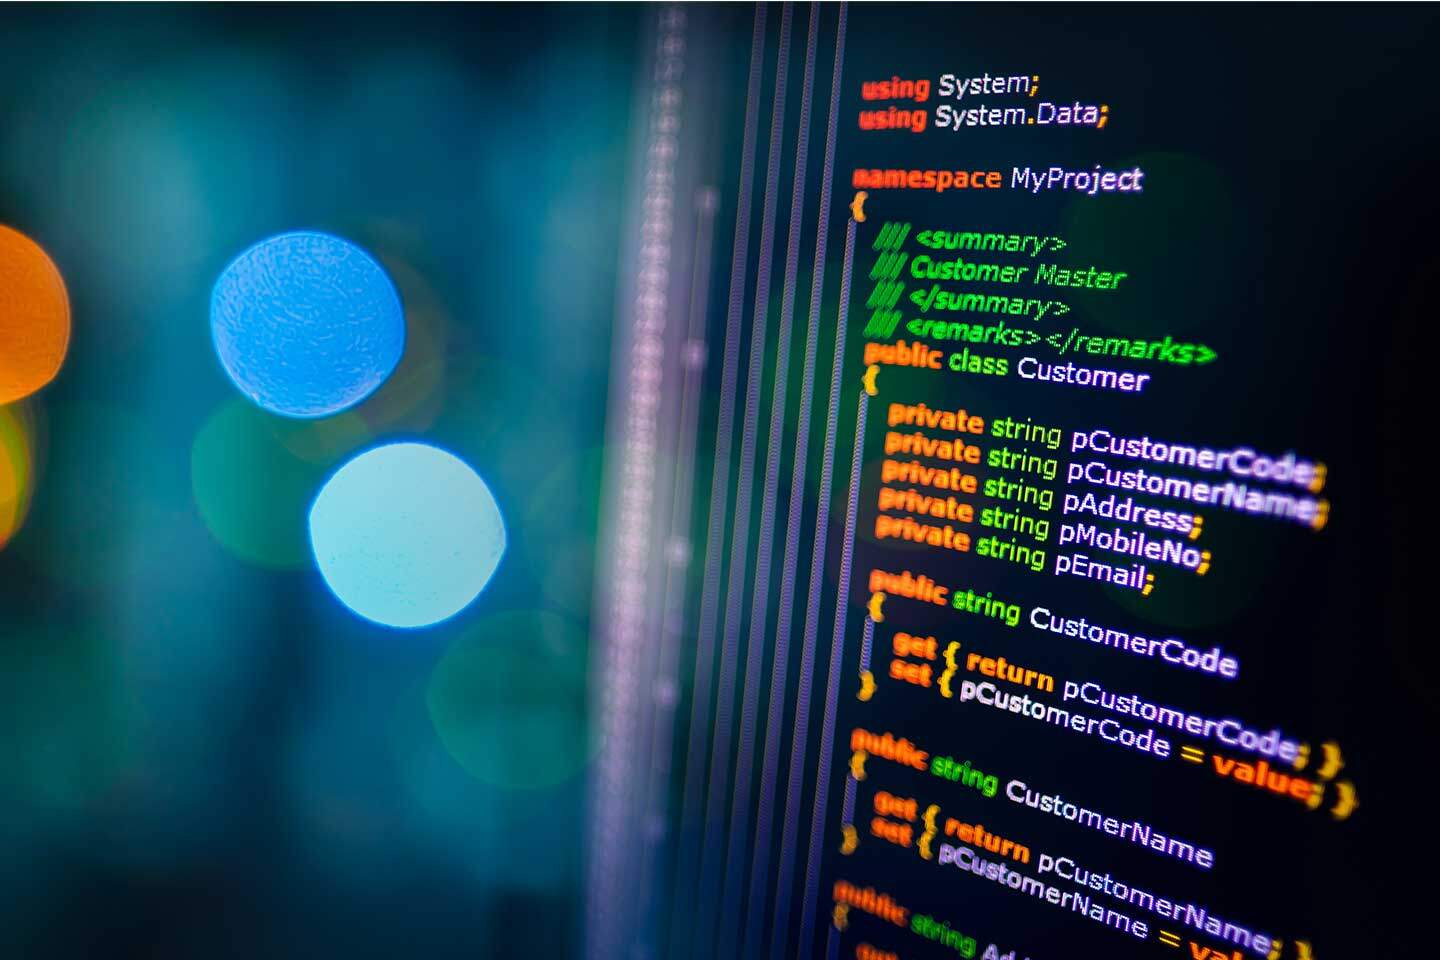 using System;
using System.Data;
namespace MyProject
{
/// <summary>
/// Customer Master
/// </summary>
/// <remarks></remarks>
public class Customer
{
private string pCustomerCode;
private string pCustomerName;
private string pAddress;
private string pMobileNo;
private string pEmail;
public string CustomerCode
{
get { return pCustomerCode; }
set { pCustomerCode = value; }
}
public string CustomerName
{
get { return pCustomerName; }
set { pCustomerName = val
}
public string Ad
{